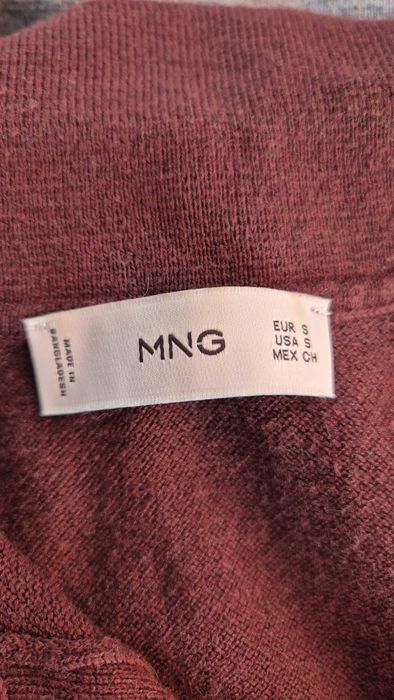 MADE IN
BANGLADESH
MNG
EUR S
USA S
MEX CH